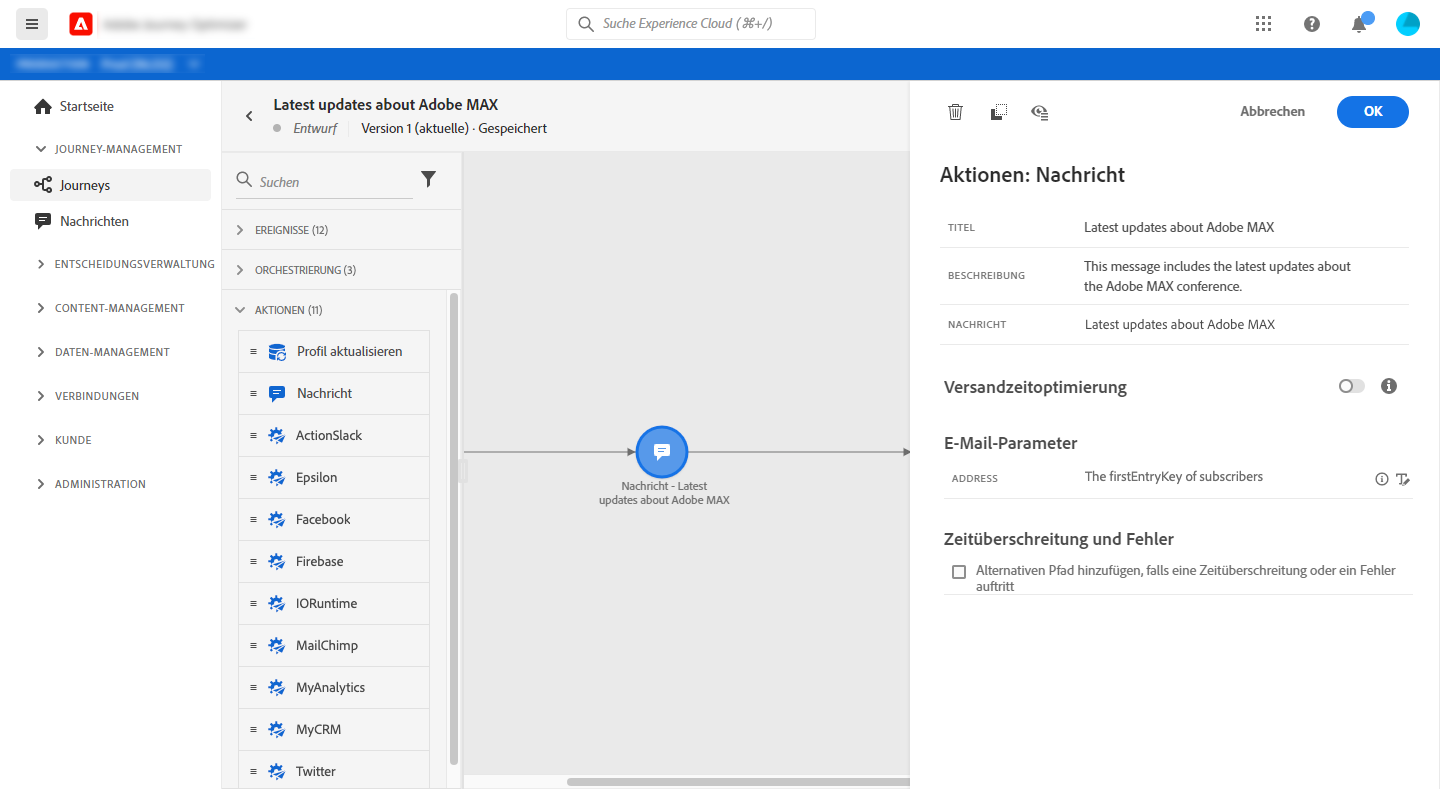 Suche Experience Cloud (⌘+/)
Startseite
JOURNEY-MANAGEMENT
Journeys
Nachrichten
ENTSCHEIDUNGSVERWALTUNG
CONTENT-MANAGEMENT
DATEN-MANAGEMENT
VERBINDUNGEN
KUNDE
ADMINISTRATION
Latest updates about Adobe MAX
Entwurf
Version 1 (aktuelle) · Gespeichert
Suchen
EREIGNISSE (12)
ORCHESTRIERUNG (3)
AKTIONEN (11)
Profil aktualisieren
Nachricht
ActionSlack
Epsilon
Facebook
Firebase
IORuntime
MailChimp
MyAnalytics
MyCRM
Twitter
Nachricht - Latest
updates about Adobe MAX
Abbrechen
OK
Aktionen: Nachricht
TITEL Latest updates about Adobe MAX
BESCHREIBUNG This message includes the latest updates about
the Adobe MAX conference.
NACHRICHT Latest updates about Adobe MAX
Versandzeitoptimierung
E-Mail-Parameter
ADDRESS The firstEntryKey of subscribers
Zeitüberschreitung und Fehler
Alternativen Pfad hinzufügen, falls eine Zeitüberschreitung oder ein Fehler
auftritt